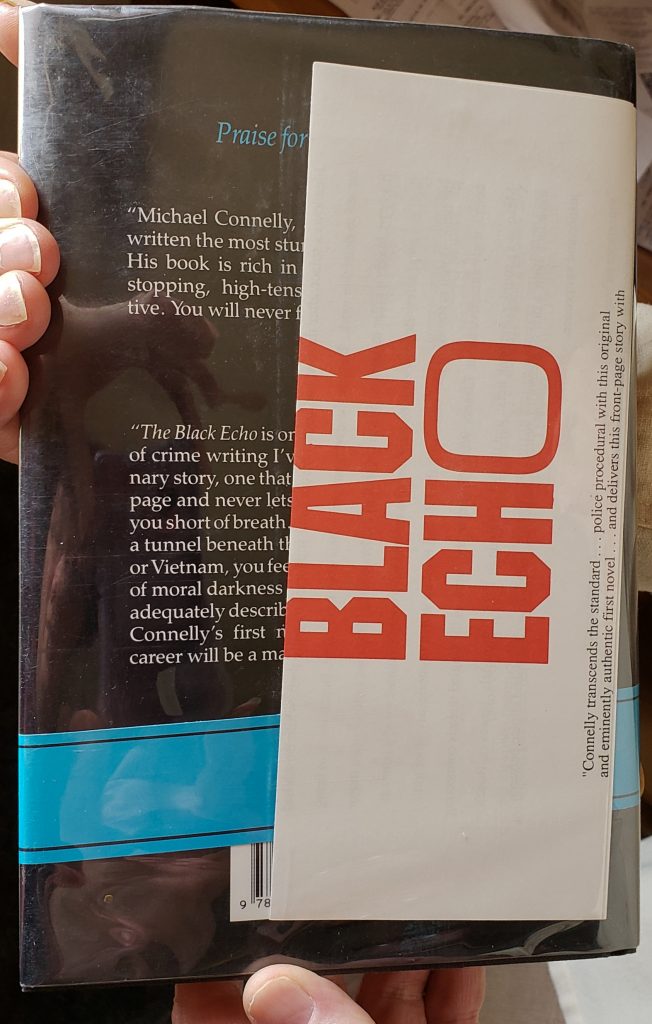 Praise for
“Michael Connelly,
written the most stu
His book is rich in
stopping, high-tens
tive. You will never f
“The Black Echo is on
of crime writing I’v
nary story, one that
page and never lets
you short of breath.
a tunnel beneath th
or Vietnam, you fee
of moral darkness
adequately describ
Connelly’s first n
career will be a ma
9 78
BLACK
ECHO
"Connelly transcends the standard . . . police procedural with this original
and eminently authentic first novel . . . and delivers this front-page story with